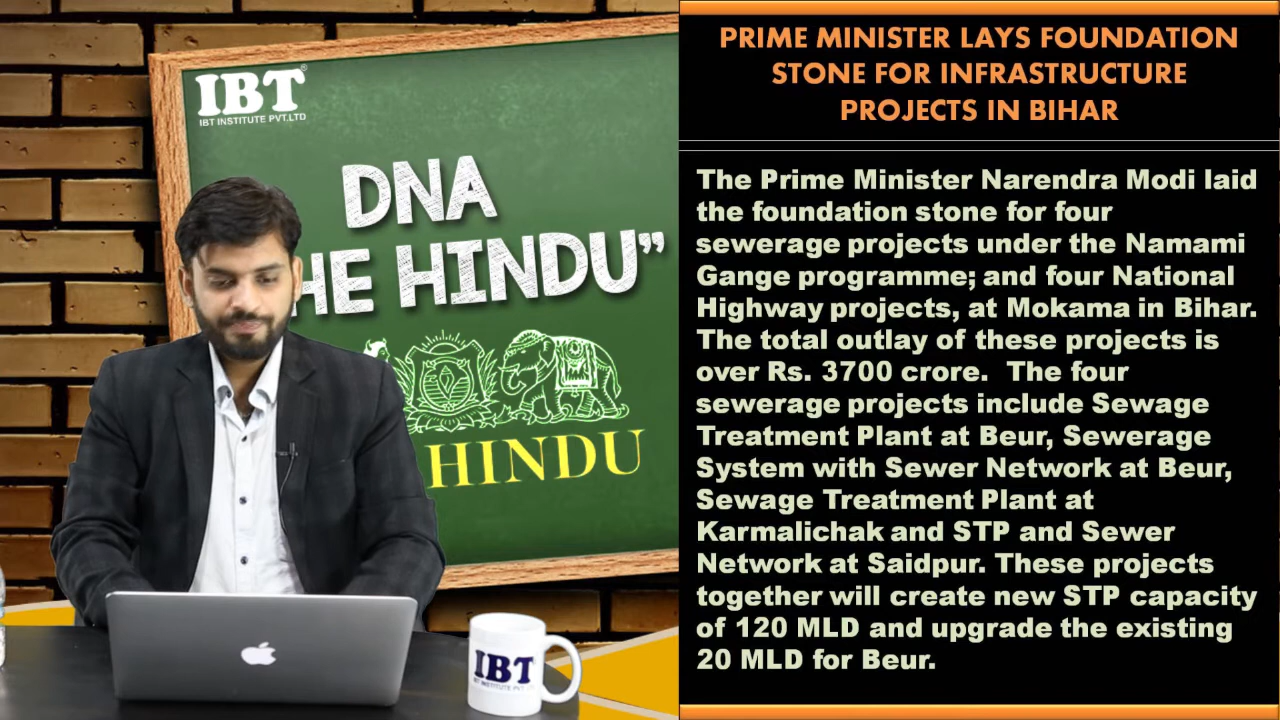 IBT®
IBT INSTITUTE PVT.LTD
DNA
HE HINDU”
HINDU
IBT
IBT INSTITUTE PVT. LTD
PRIME MINISTER LAYS FOUNDATION
STONE FOR INFRASTRUCTURE
PROJECTS IN BIHAR
The Prime Minister Narendra Modi laid
the foundation stone for four
sewerage projects under the Namami
Gange programme; and four National
Highway projects, at Mokama in Bihar.
The total outlay of these projects is
over Rs. 3700 crore. The four
sewerage projects include Sewage
Treatment Plant at Beur, Sewerage
System with Sewer Network at Beur,
Sewage Treatment Plant at
Karmalichak and STP and Sewer
Network at Saidpur. These projects
together will create new STP capacity
of 120 MLD and upgrade the existing
20 MLD for Beur.